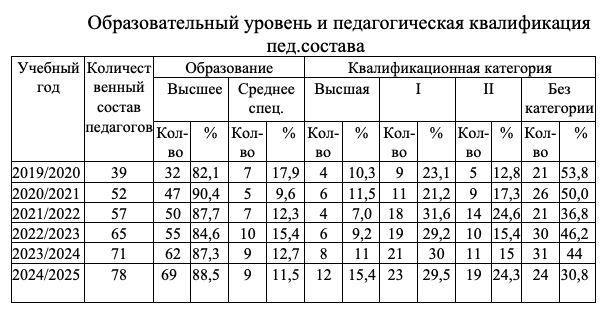 Образовательный уровень и педагогическая квалификация
пед.состава
Учебный год Количест венный состав педагогов Образование Квалификационная категория
Высшее Среднее спец. Высшая I II Без категории
Кол-во % Кол-во % Кол-во % Кол-во % Кол-во % Кол-во %
2019/2020 39 32 82,1 7 17,9 4 10,3 9 23,1 5 12,8 21 53,8
2020/2021 52 47 90,4 5 9,6 6 11,5 11 21,2 9 17,3 26 50,0
2021/2022 57 50 87,7 7 12,3 4 7,0 18 31,6 14 24,6 21 36,8
2022/2023 65 55 84,6 10 15,4 6 9,2 19 29,2 10 15,4 30 46,2
2023/2024 71 62 87,3 9 12,7 8 11 21 30 11 15 31 44
2024/2025 78 69 88,5 9 11,5 12 15,4 23 29,5 19 24,3 24 30,8